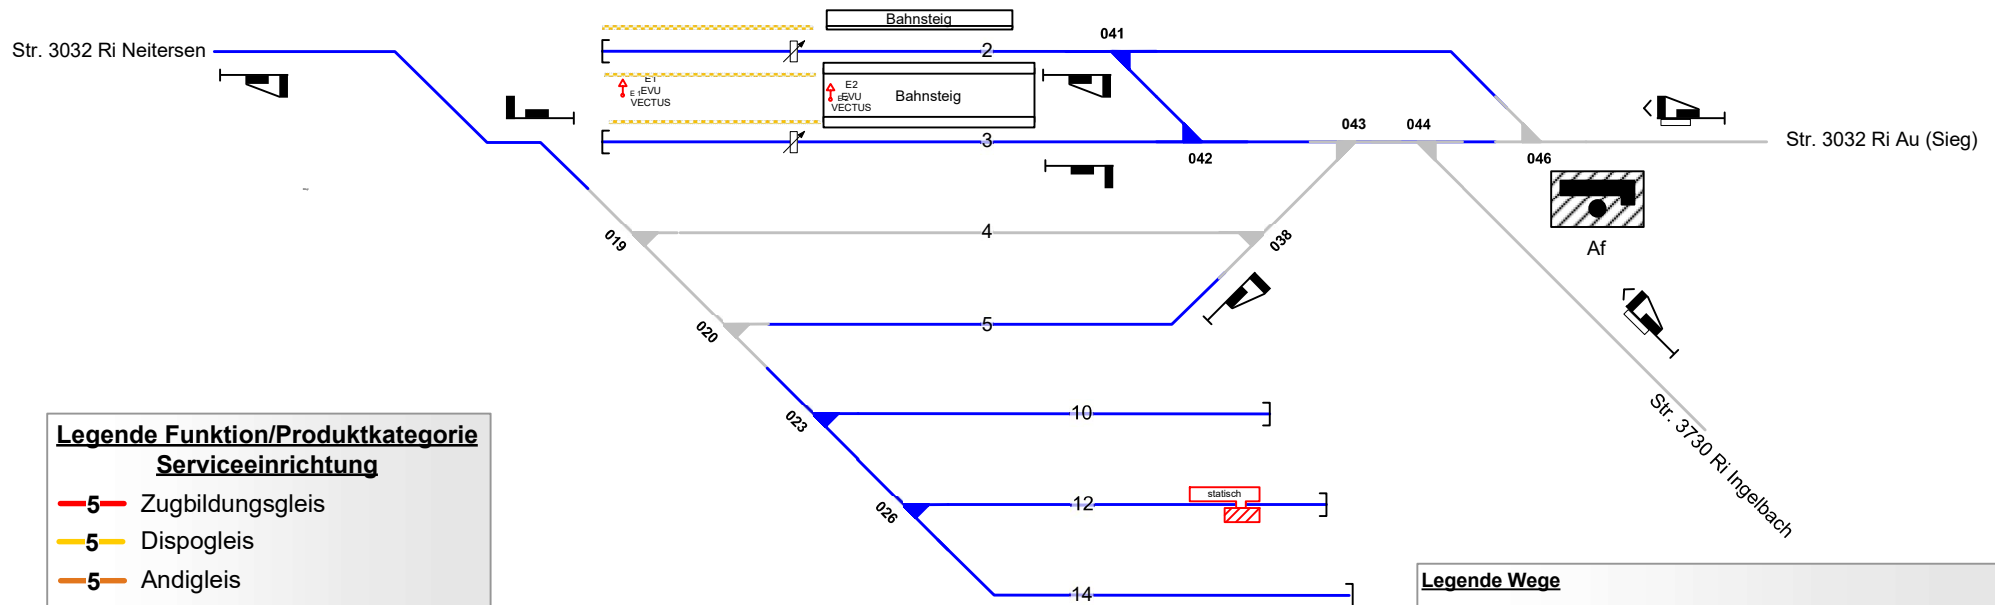 Bahnsteig
Str. 3032 Ri Neitersen
2
041
E1
E 1 EVU
VECTUS
E2
EVU
VECTUS
Bahnsteig
3
042
043
044
046
Str. 3032 Ri Au (Sieg)
Af
019
4
038
020
5
Str. 3730 Ri Ingelbach
023
10
026
12
statisch
14
Legende Funktion/Produktkategorie
Serviceeinrichtung
5 Zugbildungsgleis
5 Dispogleis
5 Andigleis
Legende Wege